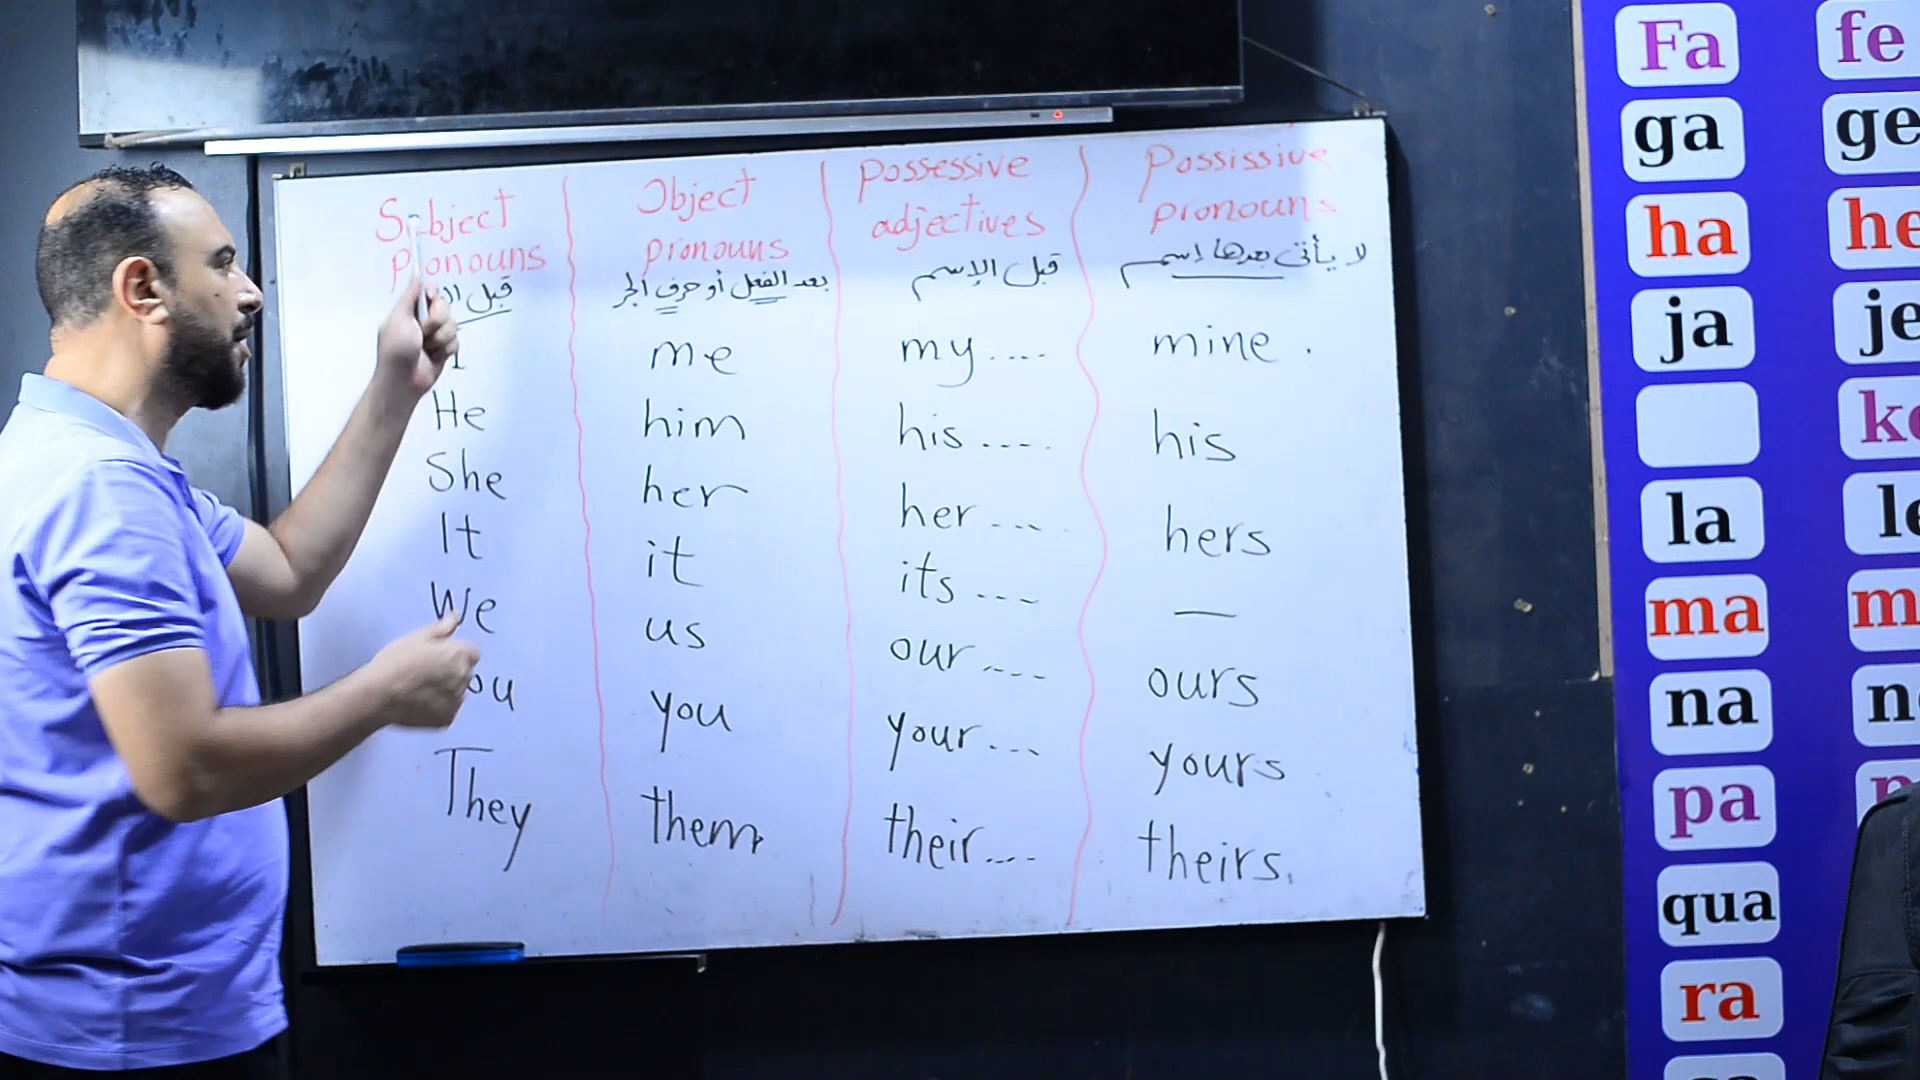 Subject
pronouns
قبل
I
He
She
It
We
They
Object
pronouns
بعد الفعل أو حرف الجر
me
him
her
it
us
you
them
possessive
adjectives
قبل الإسم
my ....
his ....
her ....
its ....
our ....
your ....
their ....
possissive
pronouns
لا يأتي بعدها إسم
mine .
his
hers
—
ours
yours
theirs.
Fa fe
ga ge
ha he
ja je
la
ma
na
pa
qua
ra